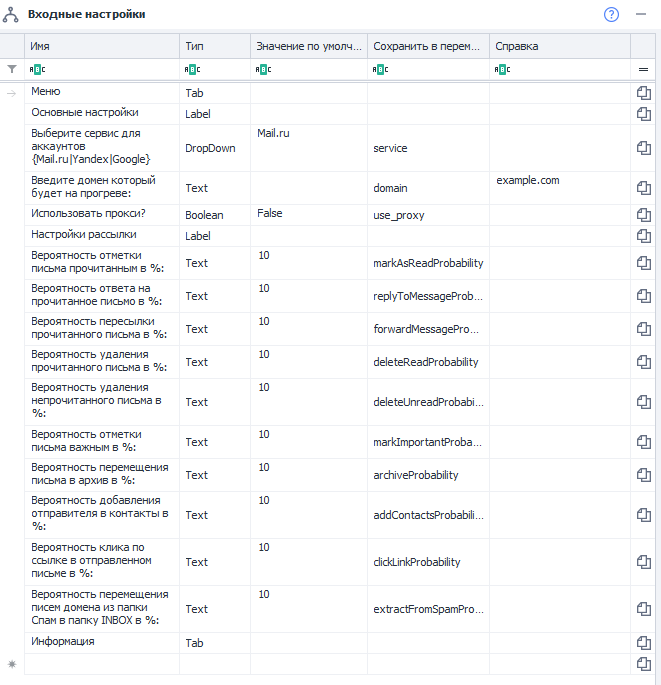 Входные настройки
Имя Тип Значение по умолч... Сохранить в перем... Справка
ABC ABC ABC ABC ABC =
Меню Tab
Основные настройки Label
Выберите сервис для
аккаунтов
{Mail.ru|Yandex|Google} DropDown Mail.ru service
Введите домен который
будет на прогреве: Text domain example.com
Использовать прокси? Boolean False use_proxy
Настройки рассылки Label
Вероятность отметки
письма прочитанным в %: Text 10 markAsReadProbability
Вероятность ответа на
прочитанное письмо в %: Text 10 replyToMessageProb...
Вероятность пересылки
прочитанного письма в %: Text 10 forwardMessagePro...
Вероятность удаления
прочитанного письма в %: Text 10 deleteReadProbability
Вероятность удаления
непрочитанного письма в
%: Text 10 deleteUnreadProbabi...
Вероятность отметки
письма важным в %: Text 10 markImportantProba...
Вероятность перемещения
письма в архив в %: Text 10 archiveProbability
Вероятность добавления
отправителя в контакты в
%: Text 10 addContactsProbabili...
Вероятность клика по
ссылке в отправленном
письме в %: Text 10 clickLinkProbability
Вероятность перемещения
писем домена из папки
Спам в папку INBOX в %: Text 10 extractFromSpamPro...
Информация Tab